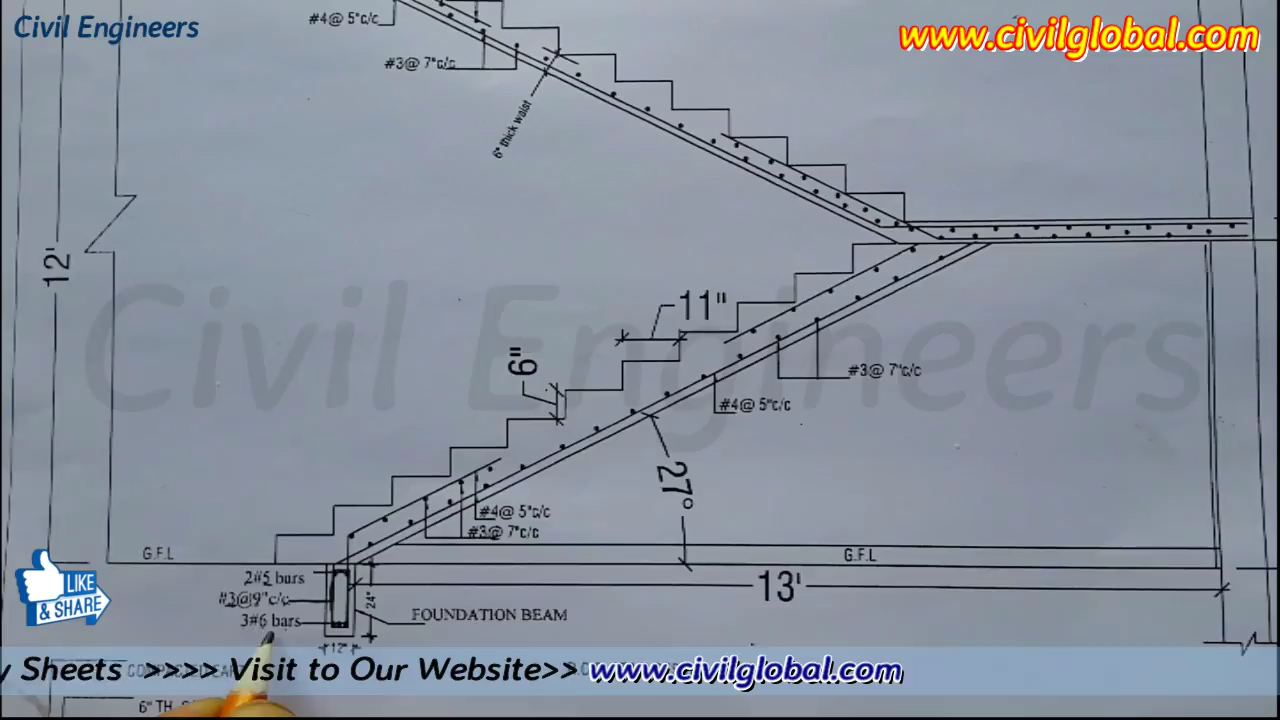 Civil Engineers
www.civilglobal.com
#4@ 5"c/c
#3@ 7"c/c
6" thick waist
12'
11"
6"
Civil Engineers
#3@ 7"c/c
#4@ 5"c/c
27°
#4@ 5"c/c
#3@ 7"c/c
G.F.L
G.F.L
2#5 bars
#3@9"c/c
3#6 bars
24"
13'
FOUNDATION BEAM
12"
LIKE
& SHARE
y Sheets >>>> Visit to Our Website>> www.civilglobal.com
6" TH